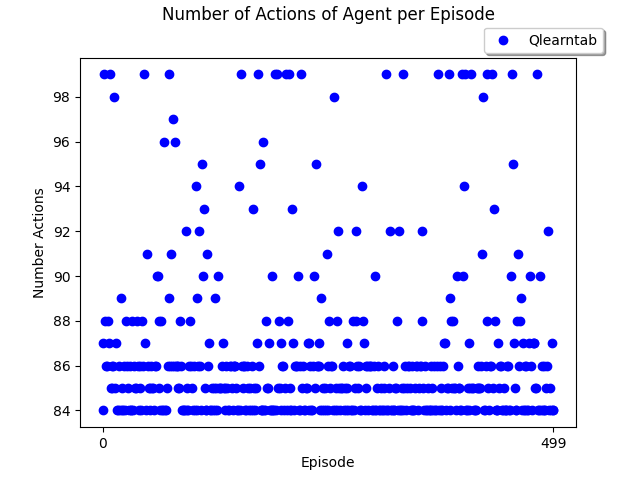 Number of Actions of Agent per Episode
Qlearntab
98
96
94
92
90
88
86
84
Number Actions
0
499
Episode